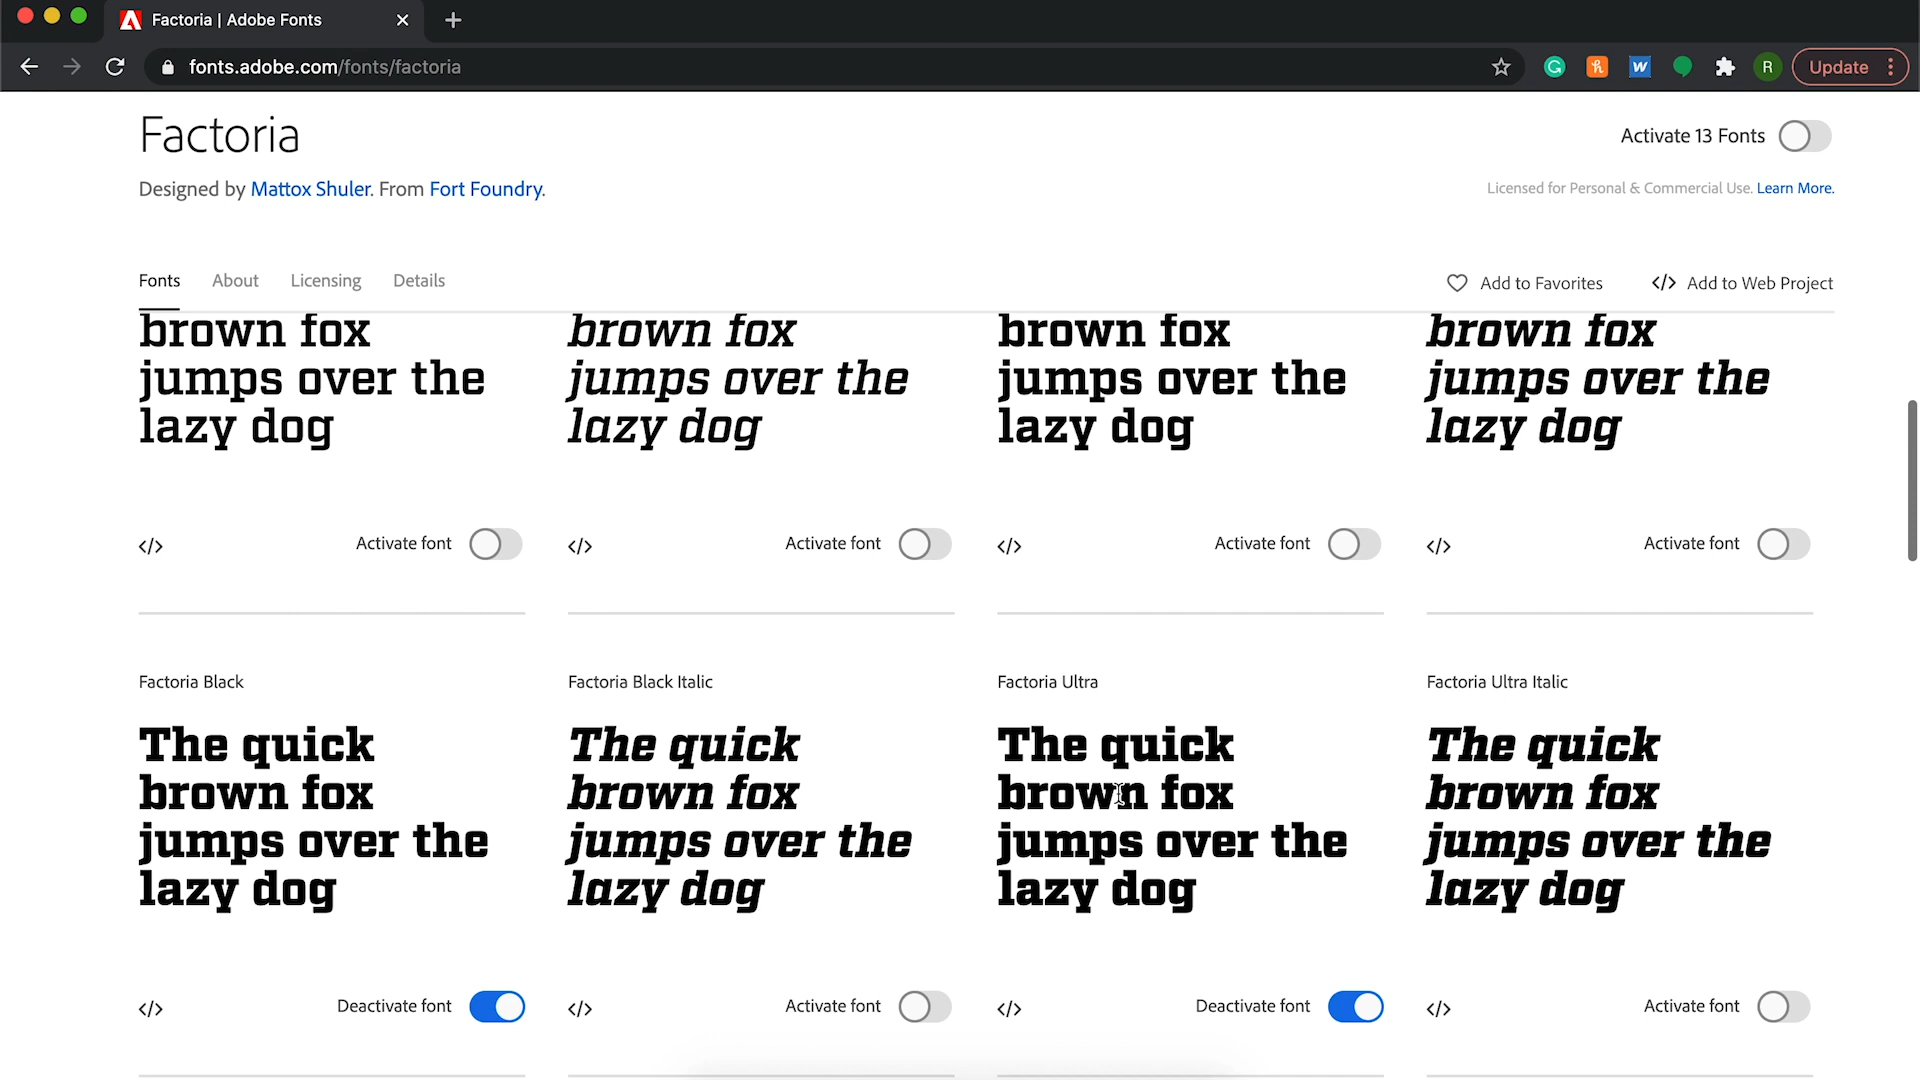 Factoria | Adobe Fonts
fonts.adobe.com/fonts/factoria
R
Update
Factoria
Activate 13 Fonts
Designed by Mattox Shuler. From Fort Foundry.
Licensed for Personal & Commercial Use. Learn More.
Fonts About Licensing Details
Add to Favorites
</> Add to Web Project
brown fox
jumps over the
lazy dog
brown fox
jumps over the
lazy dog
brown fox
jumps over the
lazy dog
brown fox
jumps over the
lazy dog
</> Activate font
</> Activate font
</> Activate font
</> Activate font
Factoria Black
The quick
brown fox
jumps over the
lazy dog
</> Deactivate font
Factoria Black Italic
The quick
brown fox
jumps over the
lazy dog
</> Activate font
Factoria Ultra
The quick
brown fox
jumps over the
lazy dog
</> Deactivate font
Factoria Ultra Italic
The quick
brown fox
jumps over the
lazy dog
</> Activate font